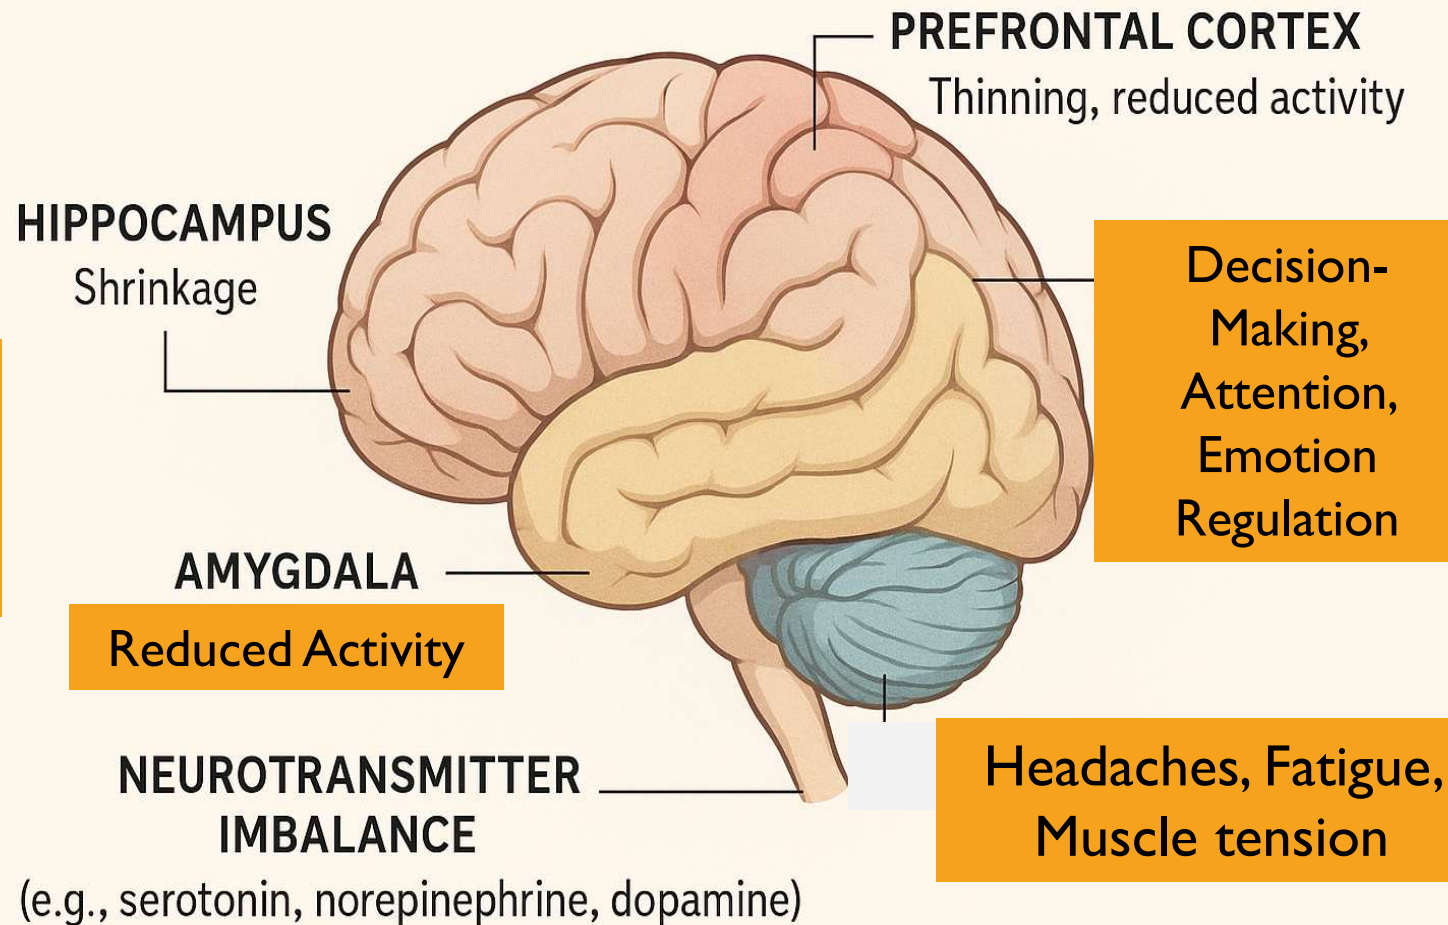 PREFRONTAL CORTEX
Thinning, reduced activity
HIPPOCAMPUS
Shrinkage
Decision-
Making,
Attention,
Emotion
Regulation
AMYGDALA
Reduced Activity
NEUROTRANSMITTER
IMBALANCE
(e.g., serotonin, norepinephrine, dopamine)
Headaches, Fatigue,
Muscle tension